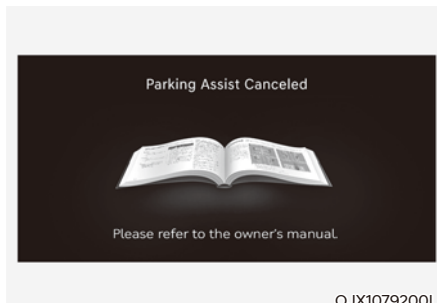 Parking Assist Canceled
Please refer to the owner's manual.
OJX1079200L